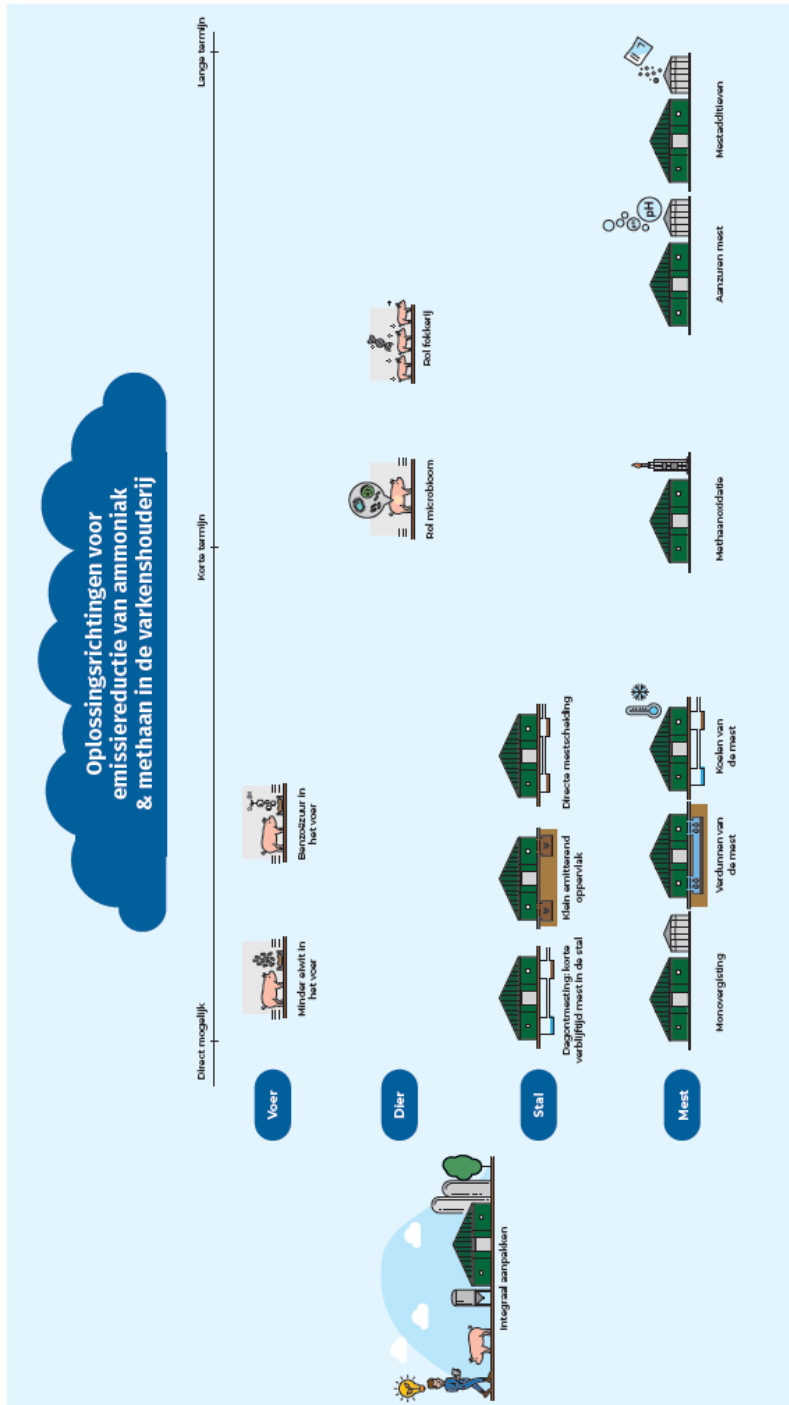 Oplossingsrichtingen voor
emissiereductie van ammoniak
& methaan in de varkenshouderij
Direct mogelijk
Korte termijn
Lange termijn
Voer
Minder eiwit in
het voer
Benzoëzuur in
het voer
Dier
Rol microbioom
Rol fokkerij
Stal
Dagontmesting: korte
verblijftijd mest in de stal
Klein emitterend
oppervlak
Directe mestscheiding
Mest
Monovergisting
Verdunnen van
de mest
Koelen van
de mest
Methaanoxidatie
Aanzuren mest
pH
pH
Mestadditieven
Integraal aanpakken